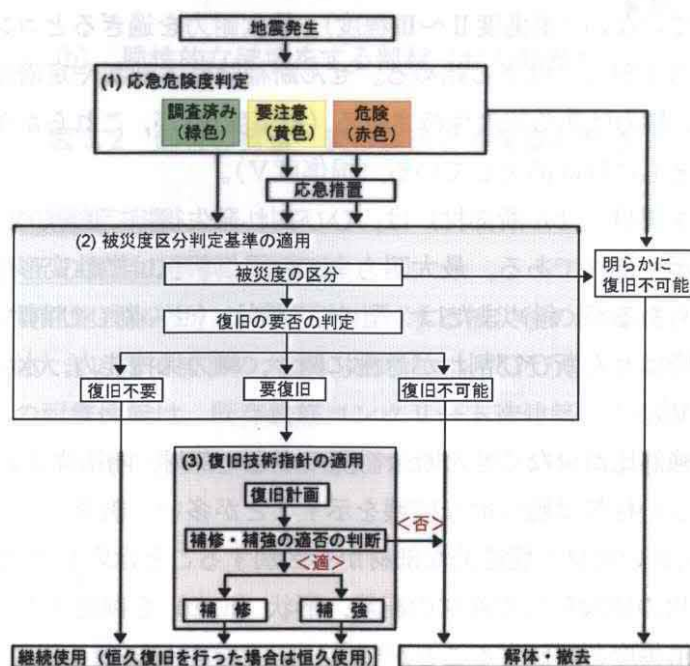 地震発生
(1) 応急危険度判定
調査済み
(緑色)
要注意
(黄色)
危険
(赤色)
応急措置
(2) 被災度区分判定基準の適用
被災度の区分
明らかに
復旧不可能
復旧の要否の判定
復旧不要
要復旧
復旧不可能
(3) 復旧技術指針の適用
復旧計画
<否>
補修・補強の適否の判断
<適>
補 修
補 強
継続使用（恒久復旧を行った場合は恒久使用）
解体・撤去